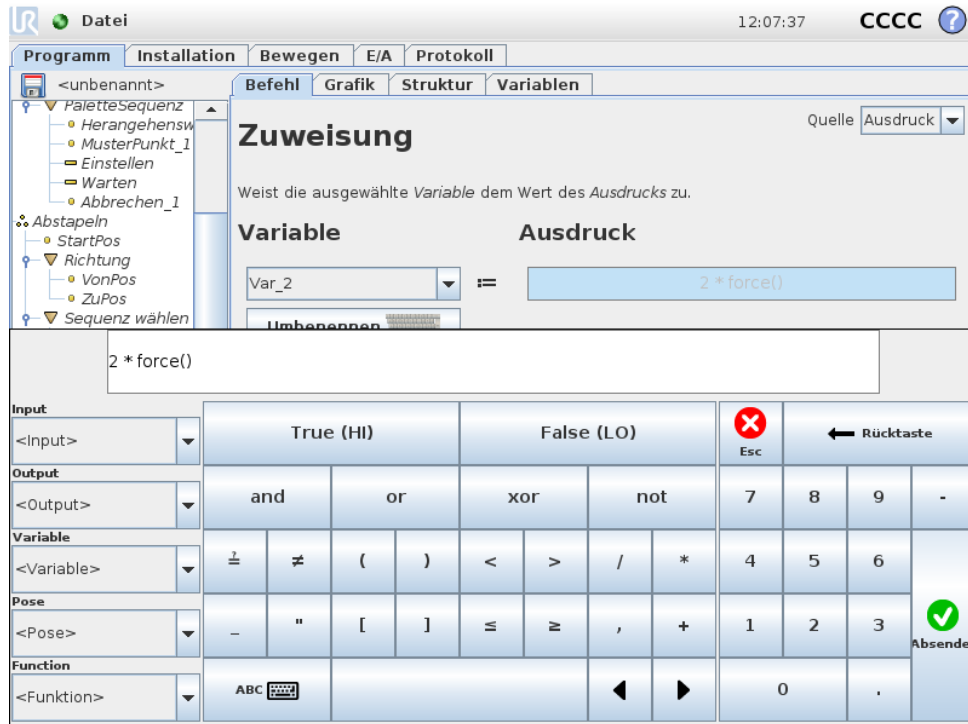 UR Datei 12:07:37 CCCC ?
Programm Installation Bewegen E/A Protokoll
<unbenannt> Befehl Grafik Struktur Variablen
PaletteSequenz
Herangehensw
MusterPunkt_1
Einstellen
Warten
Abbrechen_1
Abstapeln
StartPos
Richtung
VonPos
ZuPos
Sequenz wählen
Quelle Ausdruck
Zuweisung
Weist die ausgewählte Variable dem Wert des Ausdrucks zu.
Variable Ausdruck
Var_2 := 2 * force()
Umbenennen
2 * force()
Input
<Input>
True (HI) False (LO) Esc Rücktaste
Output
<Output>
and or xor not 7 8 9 -
Variable
<Variable>
≟ ≠ ( ) < > / * 4 5 6
Pose
<Pose>
_ " [ ] ≤ ≥ , + 1 2 3 Absende
Function
<Funktion>
ABC 0 .